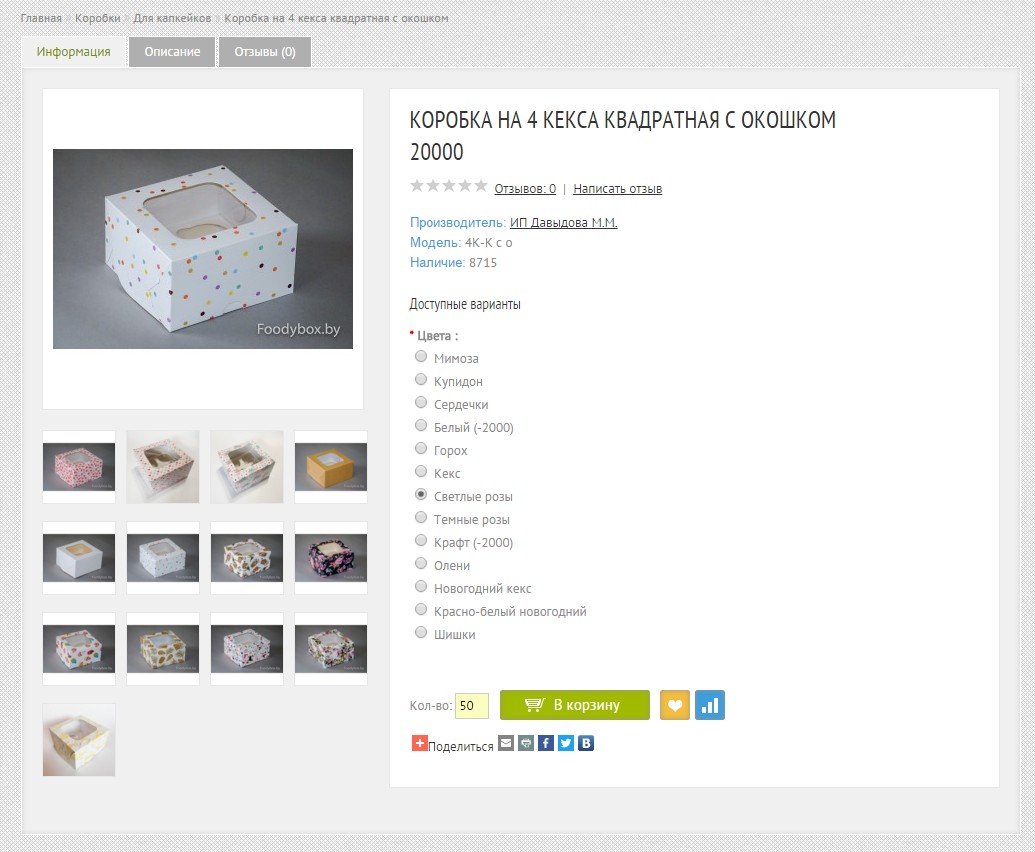 Главная » Коробки » Для капкейков » Коробка на 4 кекса квадратная с окошком
Информация
Описание
Отзывы (0)
Foodybox.by
КОРОБКА НА 4 КЕКСА КВАДРАТНАЯ С ОКОШКОМ
20000
Отзывов: 0 | Написать отзыв
Производитель: ИП Давыдова М.М.
Модель: 4К-К с о
Наличие: 8715
Доступные варианты
* Цвета :
Мимоза
Купидон
Сердечки
Белый (-2000)
Горох
Кекс
Светлые розы
Темные розы
Крафт (-2000)
Олени
Новогодний кекс
Красно-белый новогодний
Шишки
Кол-во: 50
В корзину
Поделиться